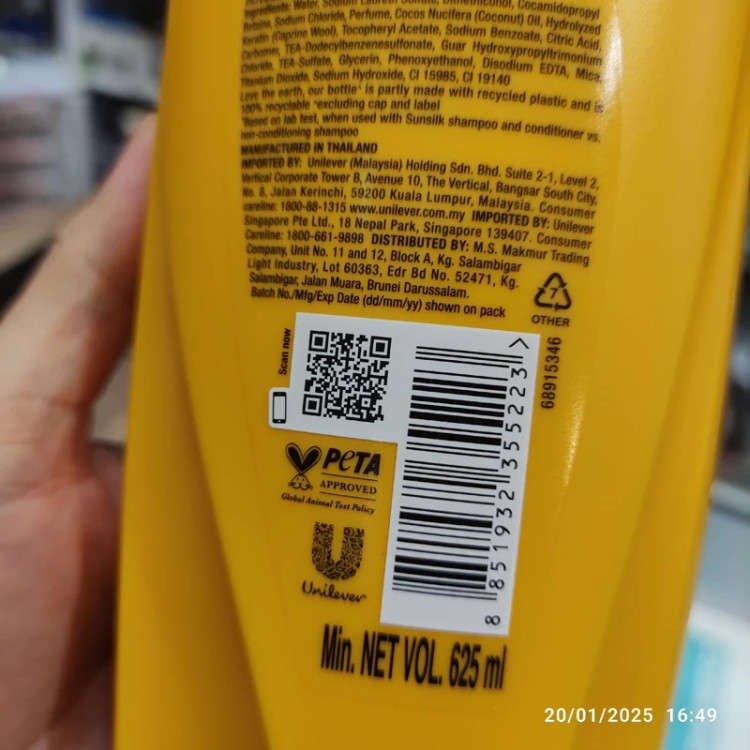 Ingredients: Water, Sodium Laureth Sulfate, Dimethiconol, Cocamidopropyl
Betaine, Sodium Chloride, Perfume, Cocos Nucifera (Coconut) Oil, Hydrolyzed
Keratin (Caprine Wool), Tocopheryl Acetate, Sodium Benzoate, Citric Acid,
Carbomer, TEA-Dodecylbenzenesulfonate, Guar Hydroxypropyltrimonium
Chloride, TEA-Sulfate, Glycerin, Phenoxyethanol, Disodium EDTA, Mica,
Titanium Dioxide, Sodium Hydroxide, CI 15985, CI 19140
Love the earth, our bottle^ is partly made with recycled plastic and is
100% recyclable ^excluding cap and label
*Based on lab test, when used with Sunsilk shampoo and conditioner vs.
non-conditioning shampoo
MANUFACTURED IN THAILAND
IMPORTED BY: Unilever (Malaysia) Holding Sdn. Bhd. Suite 2-1, Level 2,
Vertical Corporate Tower B, Avenue 10, The Vertical, Bangsar South City,
No. 8, Jalan Kerinchi, 59200 Kuala Lumpur, Malaysia. Consumer
careline: 1800-88-1315 www.unilever.com.my IMPORTED BY: Unilever
Singapore Pte Ltd., 18 Nepal Park, Singapore 139407. Consumer
Careline: 1800-661-9898 DISTRIBUTED BY: M.S. Makmur Trading
Company, Unit No. 11 and 12, Block A, Kg. Salambigar
Light Industry, Lot 60363, Edr Bd No. 52471, Kg.
Salambigar, Jalan Muara, Brunei Darussalam.
Batch No./Mfg/Exp Date (dd/mm/yy) shown on pack
7
OTHER
68915346
Scan now
8 851932 355223 >
PETA
APPROVED
Global Animal Test Policy
Unilever
Min. NET VOL. 625 ml
20/01/2025 16:49